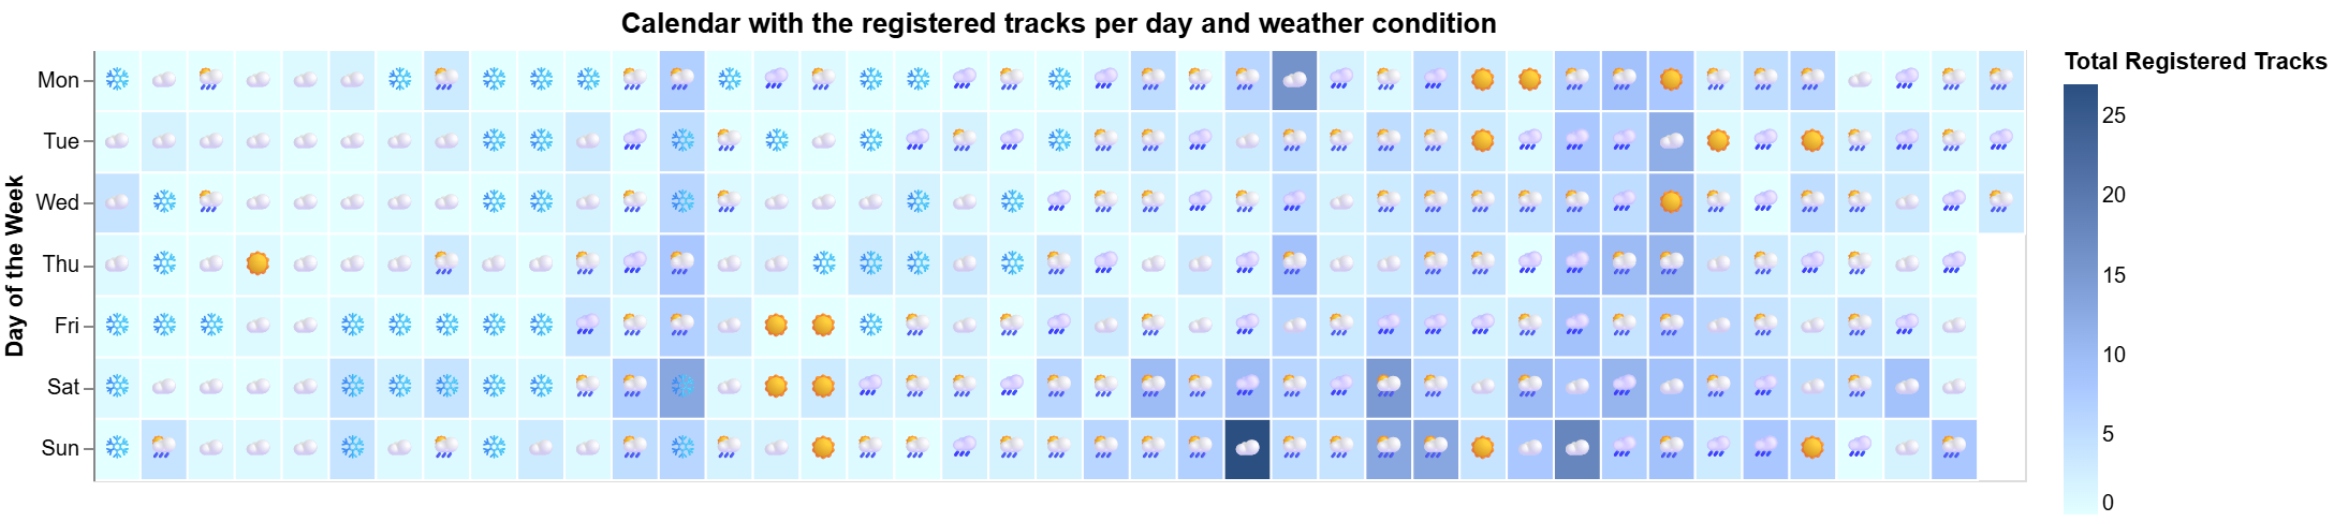 Calendar with the registered tracks per day and weather condition
Day of the Week
Mon
Tue
Wed
Thu
Fri
Sat
Sun
Total Registered Tracks
25
20
15
10
5
0